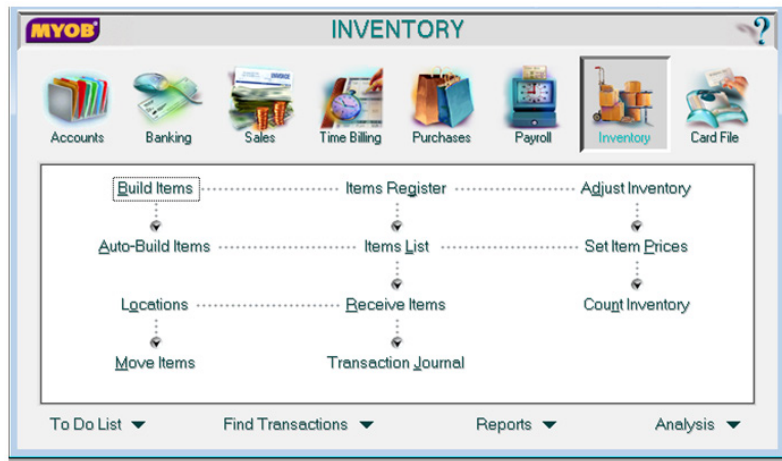 MYOB INVENTORY ?
Accounts Banking Sales Time Billing Purchases Payroll Inventory Card File
Build Items Items Register Adjust Inventory
Auto-Build Items Items List Set Item Prices
Locations Receive Items Count Inventory
Move Items Transaction Journal
To Do List Find Transactions Reports Analysis